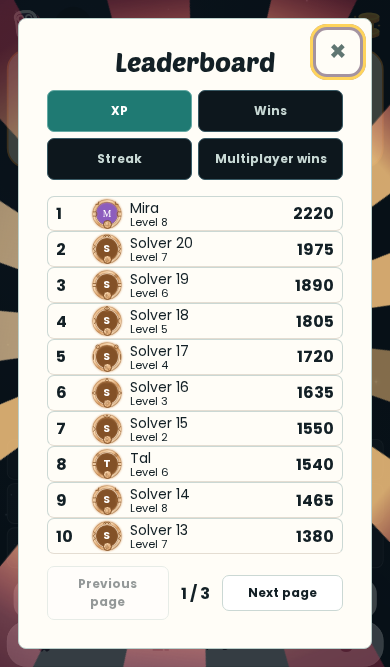 Leaderboard
✖
XP
Wins
Streak
Multiplayer wins
1 M Mira 2220
Level 8
2 S Solver 20 1975
Level 7
3 S Solver 19 1890
Level 6
4 S Solver 18 1805
Level 5
5 S Solver 17 1720
Level 4
6 S Solver 16 1635
Level 3
7 S Solver 15 1550
Level 2
8 T Tal 1540
Level 6
9 S Solver 14 1465
Level 8
10 S Solver 13 1380
Level 7
Previous
page
1 / 3
Next page